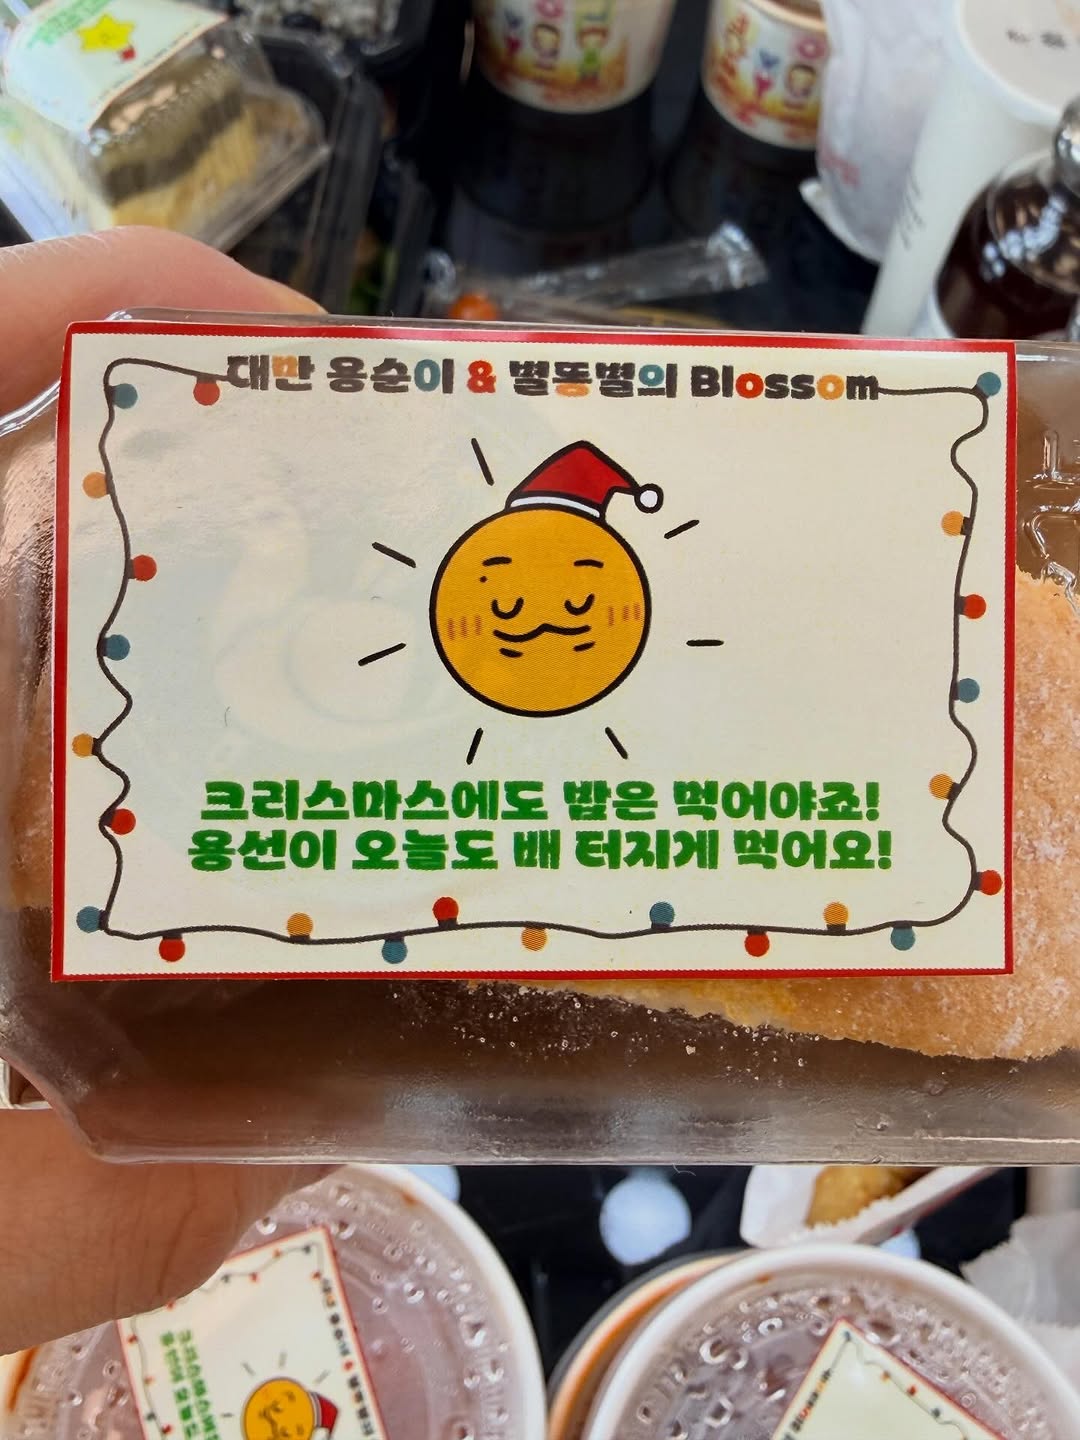 대만 용순이 & 별똥별의 Blossom
크리스마스에도 밥은 먹어야죠!
용선이 오늘도 배 터지게 먹어요!